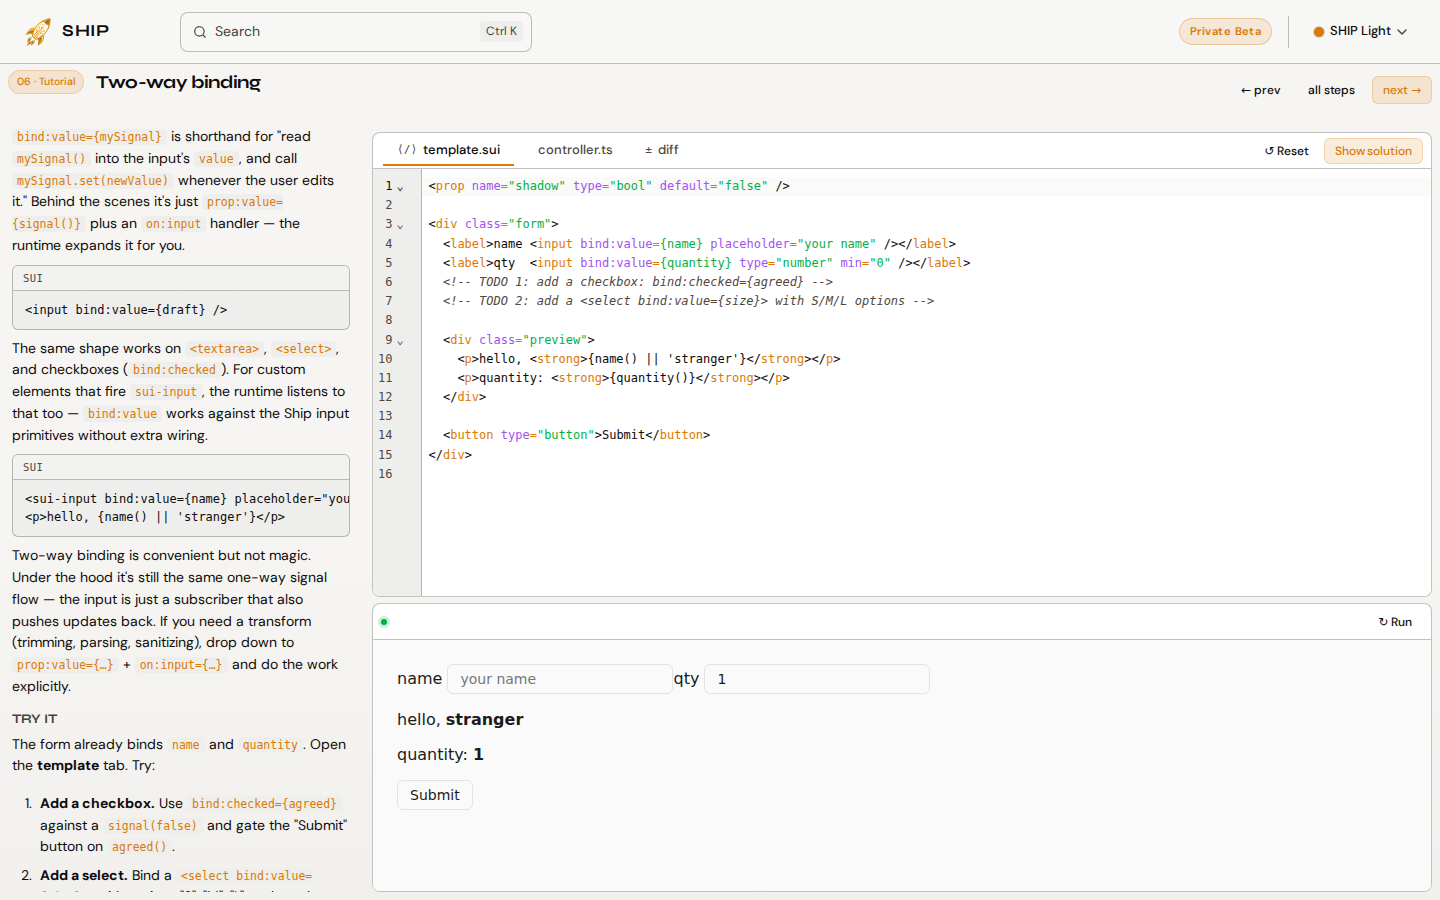 SHIP
Search
Ctrl K
Private Beta
SHIP Light
06 · Tutorial
Two-way binding
← prev
all steps
next →
bind:value={mySignal} is shorthand for "read
mySignal() into the input's value, and call
mySignal.set(newValue) whenever the user edits
it." Behind the scenes it's just prop:value=
{signal()} plus an on:input handler — the
runtime expands it for you.
SUI
<input bind:value={draft} />
The same shape works on <textarea>, <select>,
and checkboxes (bind:checked). For custom
elements that fire sui-input, the runtime listens to
that too — bind:value works against the Ship input
primitives without extra wiring.
SUI
<sui-input bind:value={name} placeholder="you
<p>hello, {name() || 'stranger'}</p>
Two-way binding is convenient but not magic.
Under the hood it's still the same one-way signal
flow — the input is just a subscriber that also
pushes updates back. If you need a transform
(trimming, parsing, sanitizing), drop down to
prop:value={…} + on:input={…} and do the work
explicitly.
TRY IT
The form already binds name and quantity. Open
the template tab. Try:
1. Add a checkbox. Use bind:checked={agreed}
against a signal(false) and gate the "Submit"
button on agreed().
2. Add a select. Bind a <select bind:value=
⟨/⟩ template.sui
controller.ts
± diff
↺ Reset
Show solution
1 <prop name="shadow" type="bool" default="false" />
2
3 <div class="form">
4 <label>name <input bind:value={name} placeholder="your name" /></label>
5 <label>qty  <input bind:value={quantity} type="number" min="0" /></label>
6 <!-- TODO 1: add a checkbox: bind:checked={agreed} -->
7 <!-- TODO 2: add a <select bind:value={size}> with S/M/L options -->
8
9 <div class="preview">
10 <p>hello, <strong>{name() || 'stranger'}</strong></p>
11 <p>quantity: <strong>{quantity()}</strong></p>
12 </div>
13
14 <button type="button">Submit</button>
15 </div>
16
↻ Run
name your name qty 1
hello, stranger
quantity: 1
Submit